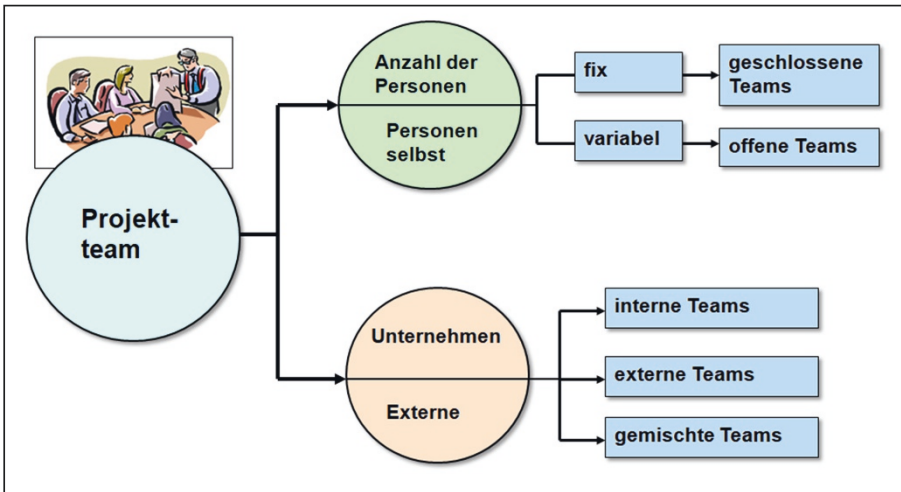 Projekt-
team
Anzahl der
Personen
Personen
selbst
fix
geschlossene
Teams
variabel
offene Teams
Unternehmen
Externe
interne Teams
externe Teams
gemischte Teams